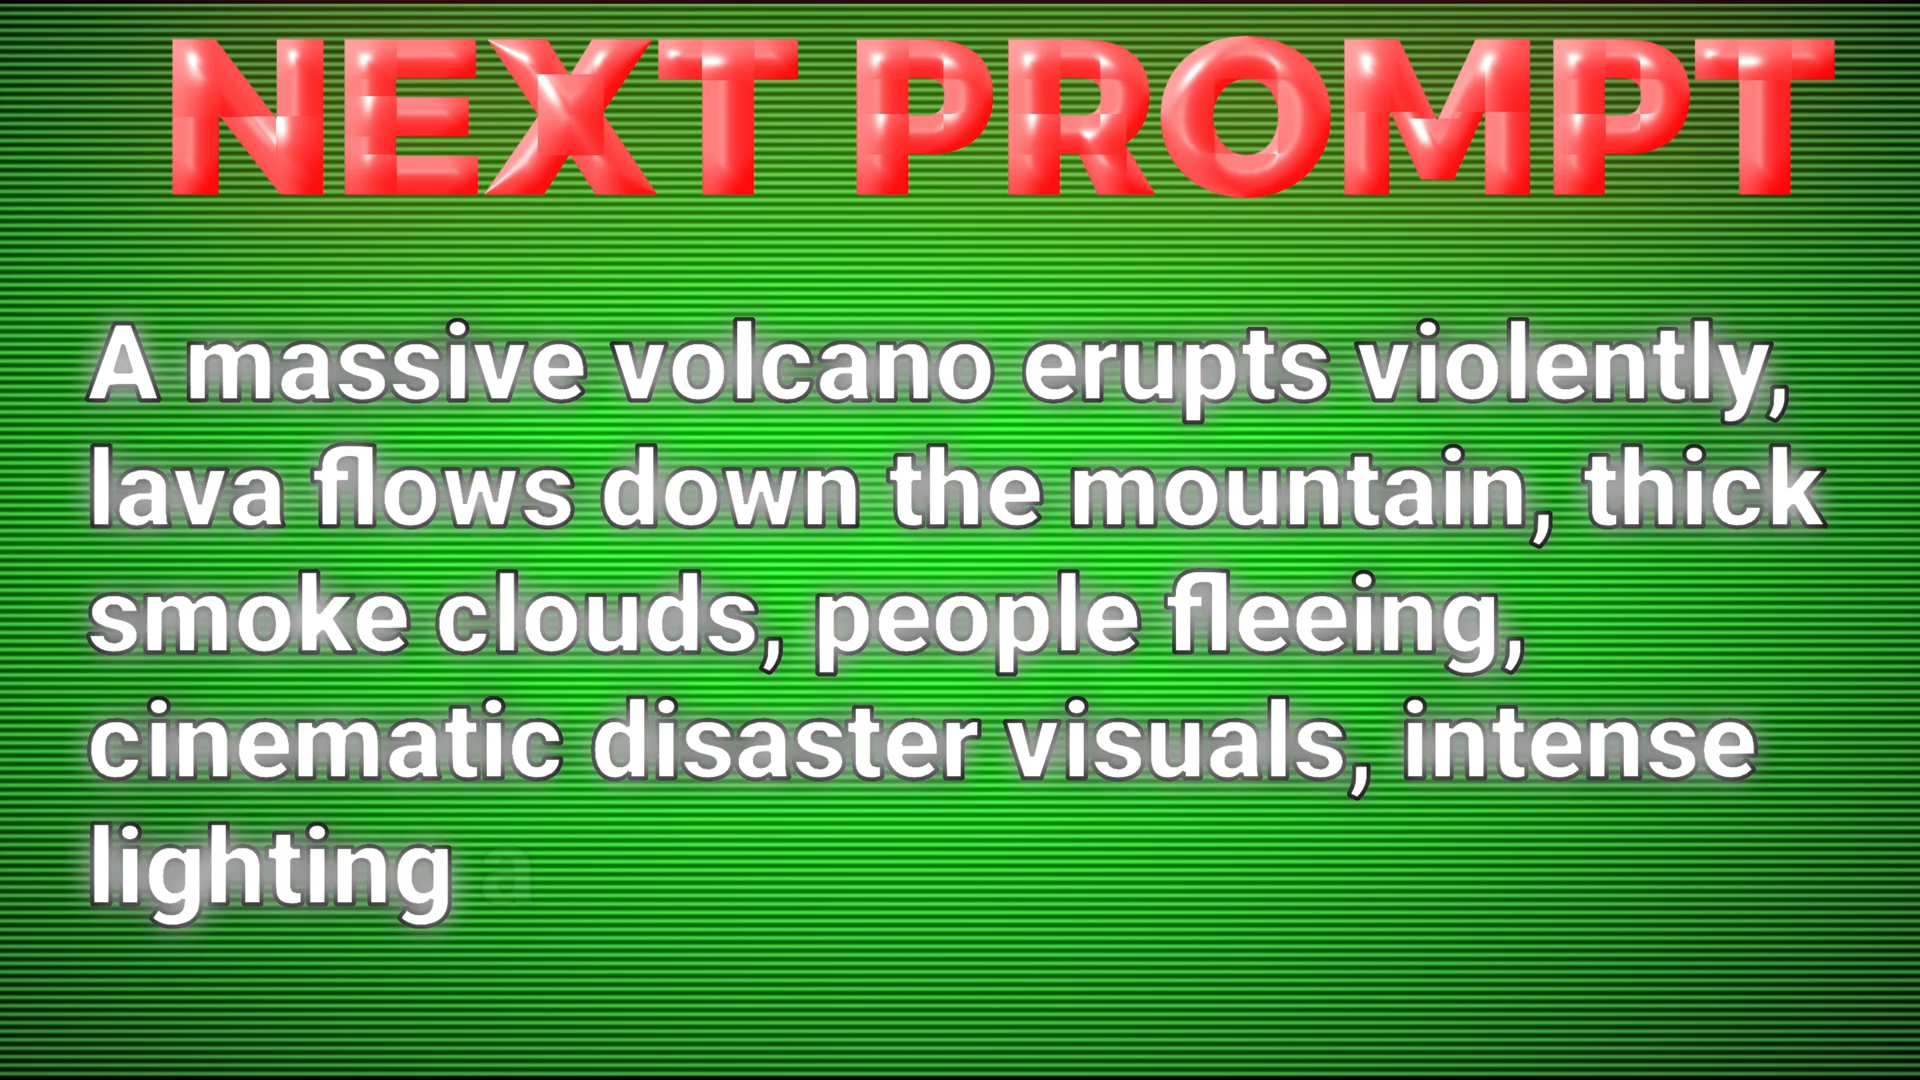 NEXT PROMPT
A massive volcano erupts violently,
lava flows down the mountain, thick
smoke clouds, people fleeing,
cinematic disaster visuals, intense
lighting a